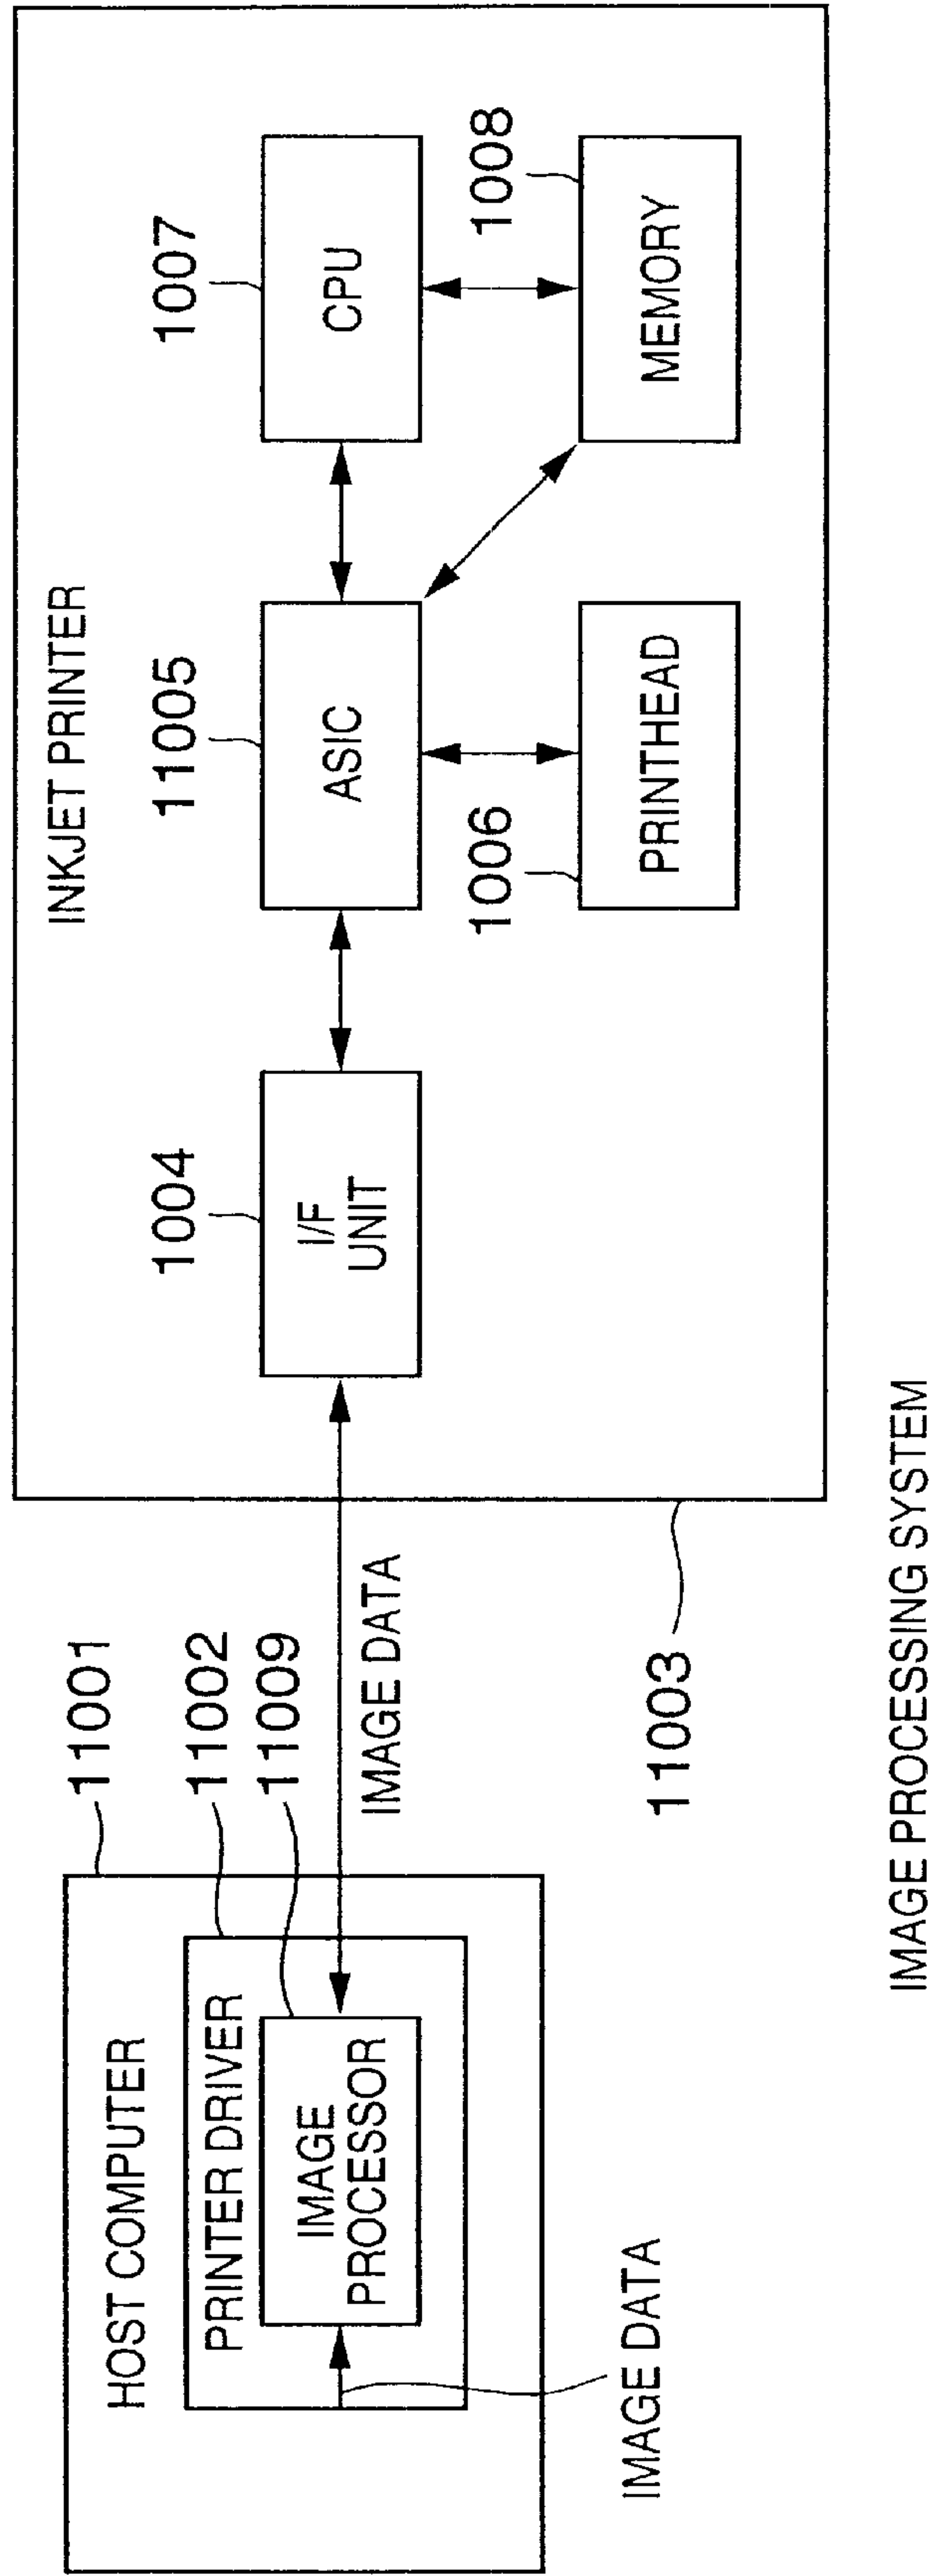 HOST COMPUTER
11001
PRINTER DRIVER
11002
IMAGE
PROCESSOR
11009
IMAGE DATA
IMAGE DATA
INKJET PRINTER
11003
1004
I/F
UNIT
11005
ASIC
1007
CPU
1006
PRINTHEAD
1008
MEMORY
IMAGE PROCESSING SYSTEM